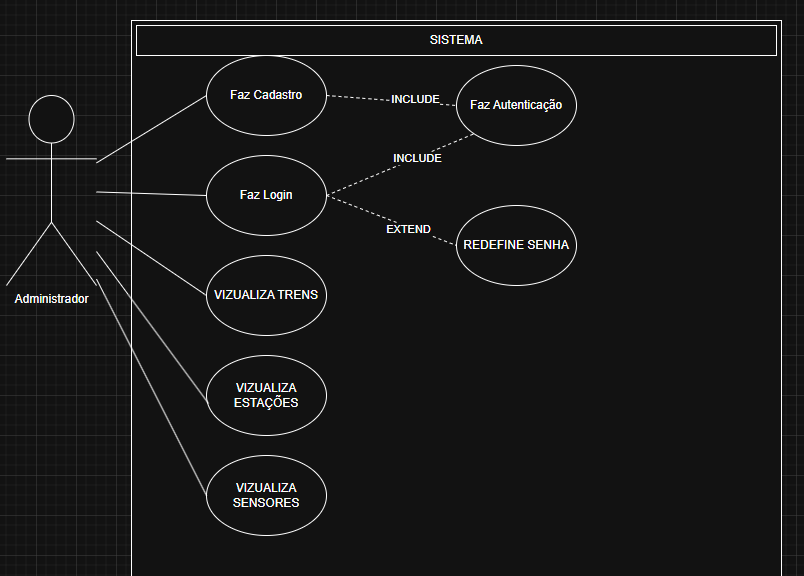 SISTEMA
Faz Cadastro
INCLUDE
Faz Autenticação
INCLUDE
Faz Login
EXTEND
REDEFINE SENHA
VIZUALIZA TRENS
Administrador
VIZUALIZA
ESTAÇÕES
VIZUALIZA
SENSORES